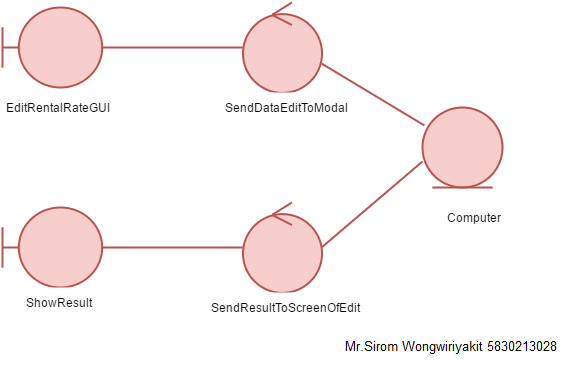 EditRentalRateGUI
SendDataEditToModal
Computer
ShowResult
SendResultToScreenOfEdit
Mr.Sirom Wongwiriyakit 5830213028